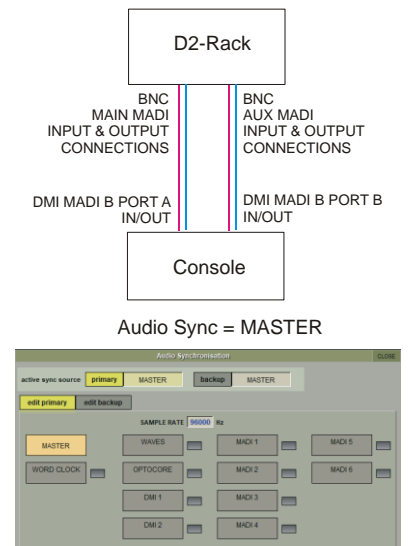 D2-Rack
BNC
MAIN MADI
INPUT & OUTPUT
CONNECTIONS
BNC
AUX MADI
INPUT & OUTPUT
CONNECTIONS
DMI MADI B PORT A
IN/OUT
DMI MADI B PORT B
IN/OUT
Console
Audio Sync = MASTER
Audio Synchronisation
CLOSE
active sync source primary MASTER backup MASTER
edit primary edit backup
SAMPLE RATE 96000 Hz
MASTER WAVES MADI 1 MADI 5
WORD CLOCK OPTOCORE MADI 2 MADI 6
DMI 1 MADI 3
DMI 2 MADI 4